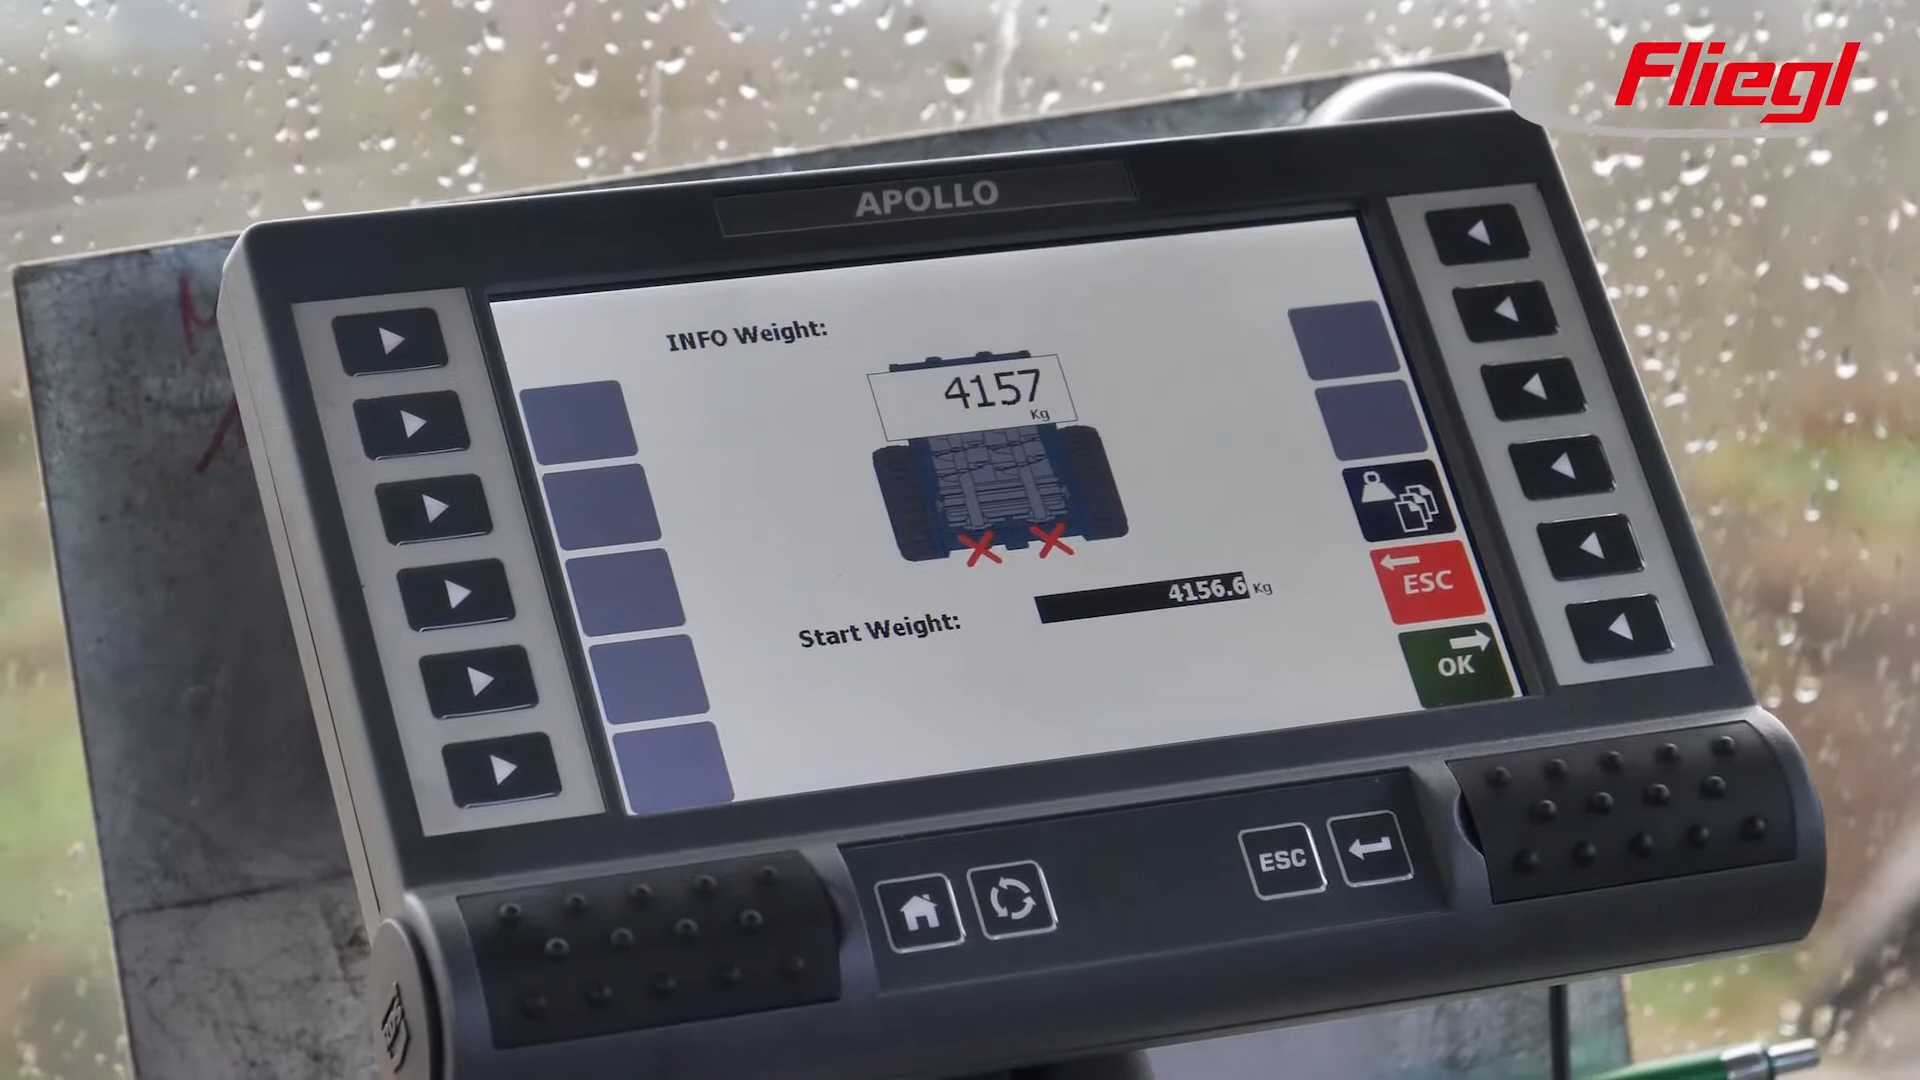 Fliegl
APOLLO
INFO Weight:
4157
Kg
4156.6 Kg
Start Weight:
ESC
OK
ESC